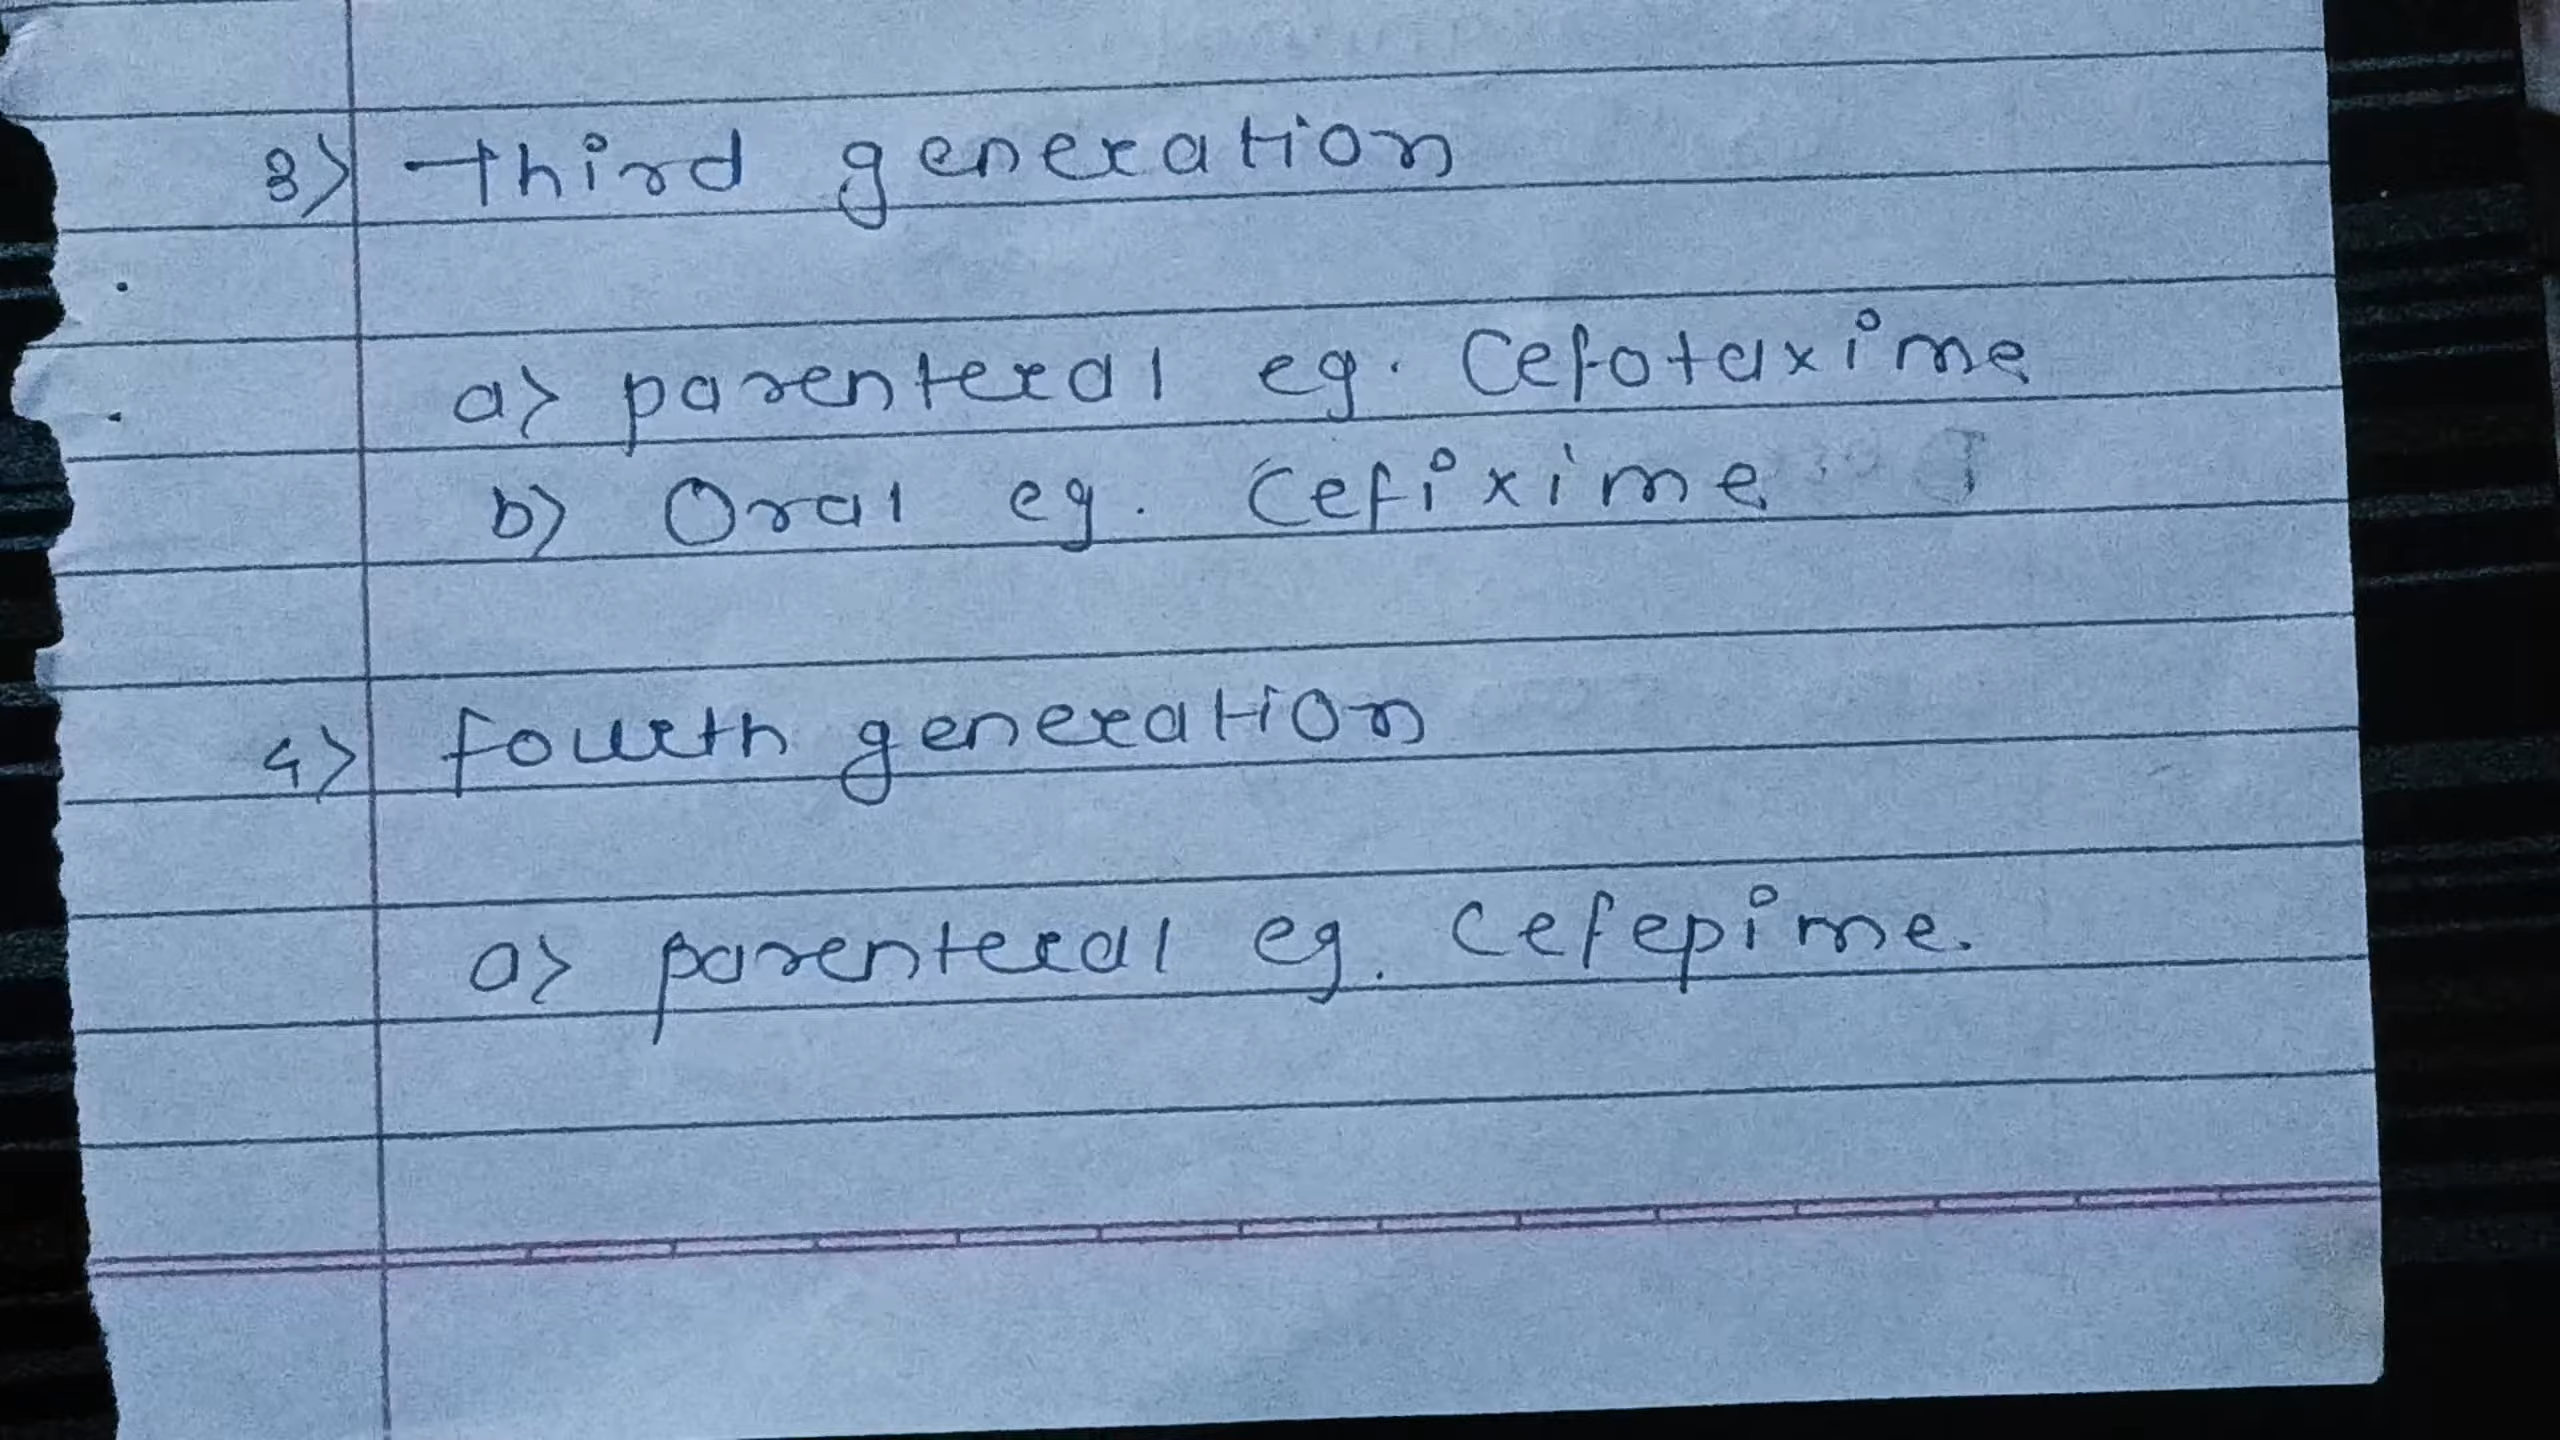 3> Third generation
a> parenteral eg. Cefotaxime
b> Oral eg. Cefixime
4> fourth generation
a> parenteral eg. Cefepime.